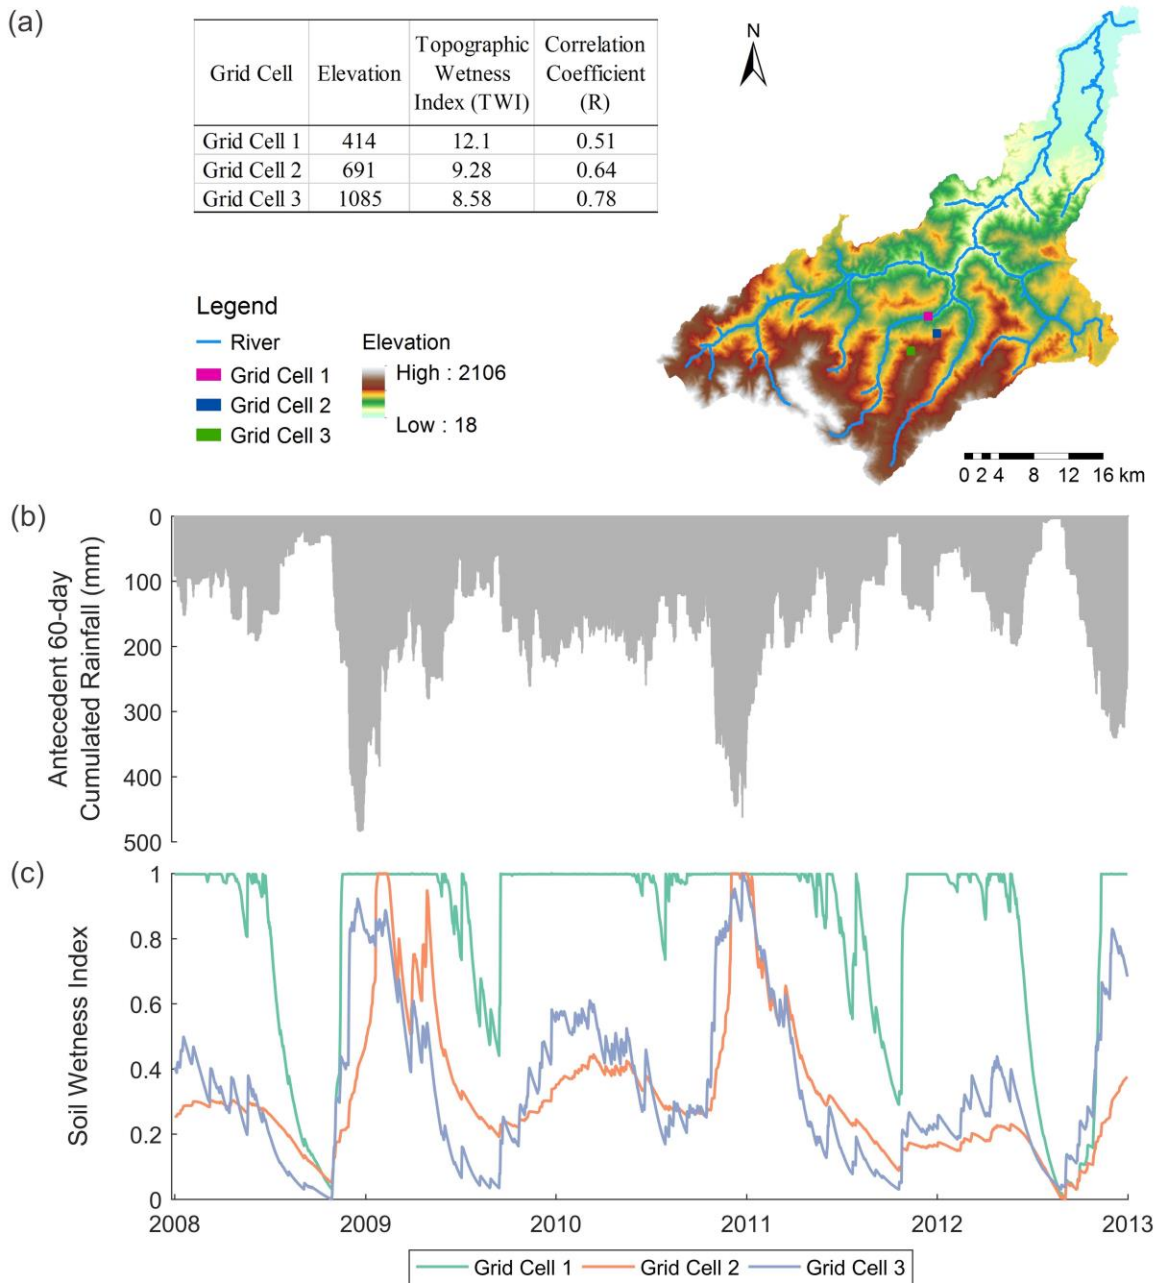 (a)
Grid Cell Elevation Topographic Wetness Index (TWI) Correlation Coefficient (R)
Grid Cell 1 414 12.1 0.51
Grid Cell 2 691 9.28 0.64
Grid Cell 3 1085 8.58 0.78
N
Legend
River
Grid Cell 1
Grid Cell 2
Grid Cell 3
Elevation
High : 2106
Low : 18
0 2 4 8 12 16 km
(b)
Antecedent 60-day
Cumulated Rainfall (mm)
0
100
200
300
400
500
(c)
Soil Wetness Index
1
0.8
0.6
0.4
0.2
0
2008 2009 2010 2011 2012 2013
Grid Cell 1 Grid Cell 2 Grid Cell 3